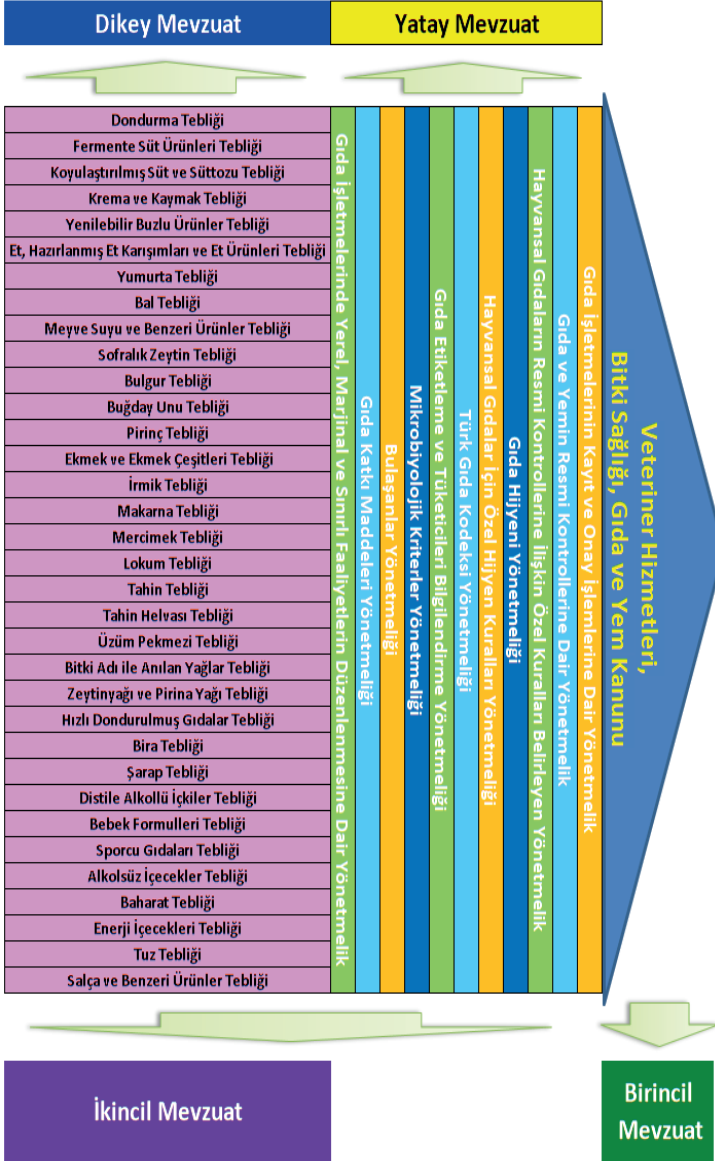 Dikey Mevzuat
Yatay Mevzuat
Dondurma Tebliği
Fermente Süt Ürünleri Tebliği
Koyulaştırılmış Süt ve Süttozu Tebliği
Krema ve Kaymak Tebliği
Yenilebilir Buzlu Ürünler Tebliği
Et, Hazırlanmış Et Karışımları ve Et Ürünleri Tebliği
Yumurta Tebliği
Bal Tebliği
Meyve Suyu ve Benzeri Ürünler Tebliği
Sofralık Zeytin Tebliği
Bulgur Tebliği
Buğday Unu Tebliği
Pirinç Tebliği
Ekmek ve Ekmek Çeşitleri Tebliği
İrmik Tebliği
Makarna Tebliği
Mercimek Tebliği
Lokum Tebliği
Tahin Tebliği
Tahin Helvası Tebliği
Üzüm Pekmezi Tebliği
Bitki Adı ile Anılan Yağlar Tebliği
Zeytinyağı ve Pirina Yağı Tebliği
Hızlı Dondurulmuş Gıdalar Tebliği
Bira Tebliği
Şarap Tebliği
Distile Alkollü İçkiler Tebliği
Bebek Formulleri Tebliği
Sporcu Gıdaları Tebliği
Alkolsüz İçecekler Tebliği
Baharat Tebliği
Enerji İçecekleri Tebliği
Tuz Tebliği
Salça ve Benzeri Ürünler Tebliği
Gıda İşletmelerinde Yerel, Marjinal ve Sınırlı Faaliyetlerin Düzenlenmesine Dair Yönetmelik
Gıda Katkı Maddeleri Yönetmeliği
Bulaşanlar Yönetmeliği
Mikrobiyolojik Kriterler Yönetmeliği
Gıda Etiketleme ve Tüketicileri Bilgilendirme Yönetmeliği
Türk Gıda Kodeksi Yönetmeliği
Hayvansal Gıdalar İçin Özel Hijyen Kuralları Yönetmeliği
Gıda Hijyeni Yönetmeliği
Hayvansal Gıdaların Resmi Kontrollerine İlişkin Özel Kuralları Belirleyen Yönetmelik
Gıda ve Yemin Resmi Kontrollerine Dair Yönetmelik
Gıda İşletmelerinin Kayıt ve Onay İşlemlerine Dair Yönetmelik
Veteriner Hizmetleri,
Bitki Sağlığı, Gıda ve Yem Kanunu
İkincil Mevzuat
Birincil
Mevzuat